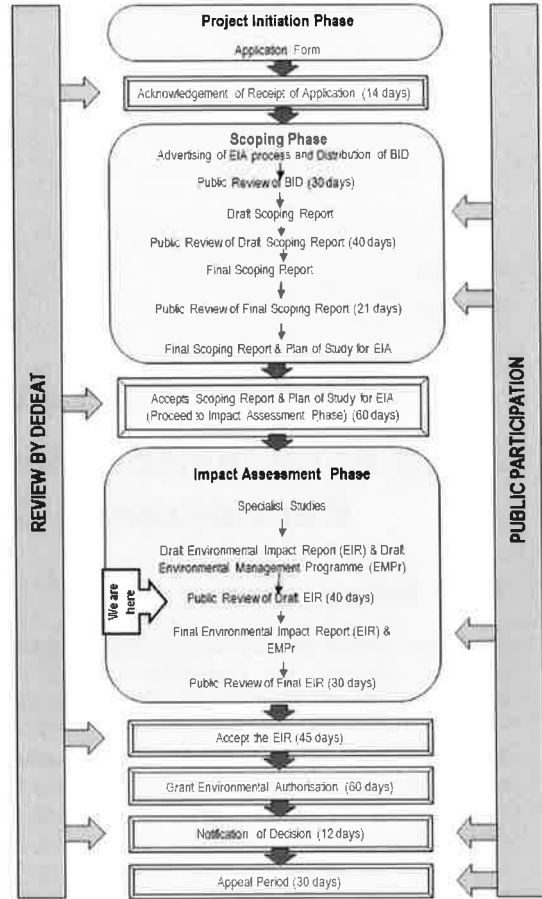 Project Initiation Phase
Application Form
Acknowledgement of Receipt of Application (14 days)
Scoping Phase
Advertising of EIA process and Distribution of BID
Public Review of BID (30 days)
Draft Scoping Report
Public Review of Draft Scoping Report (40 days)
Final Scoping Report
Public Review of Final Scoping Report (21 days)
Final Scoping Report & Plan of Study for EIA
Accepts Scoping Report & Plan of Study for EIA
(Proceed to Impact Assessment Phase) (60 days)
Impact Assessment Phase
Specialist Studies
Draft Environmental Impact Report (EIR) & Draft
Environmental Management Programme (EMPr)
We are
here
Public Review of Draft EIR (40 days)
Final Environmental Impact Report (EIR) &
EMPr
Public Review of Final EIR (30 days)
Accept the EIR (45 days)
Grant Environmental Authorisation (60 days)
Notification of Decision (12 days)
Appeal Period (30 days)
REVIEW BY DEDEAT
PUBLIC PARTICIPATION